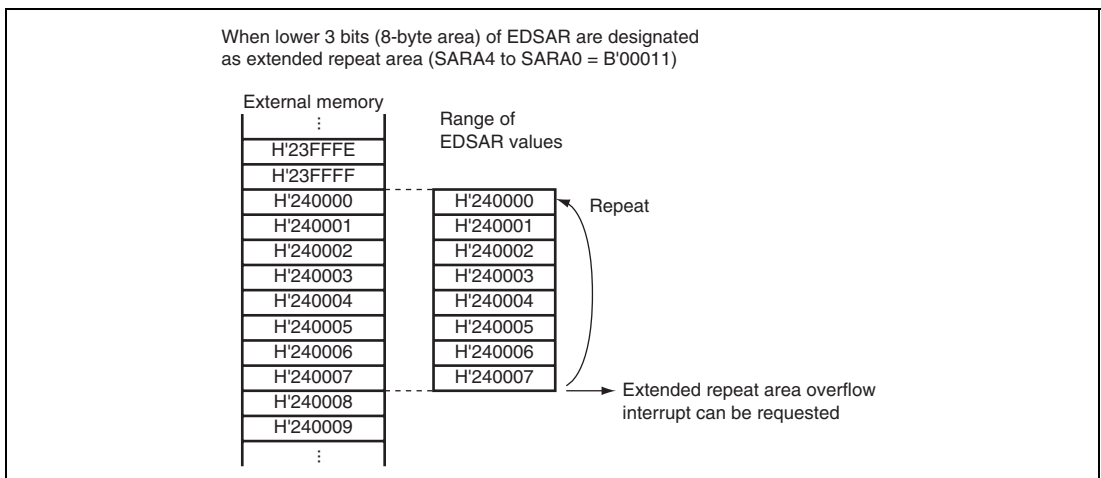 When lower 3 bits (8-byte area) of EDSAR are designated
as extended repeat area (SARA4 to SARA0 = B'00011)
External memory
⋮
H'23FFFE
H'23FFFF
H'240000
H'240001
H'240002
H'240003
H'240004
H'240005
H'240006
H'240007
H'240008
H'240009
⋮
Range of
EDSAR values
H'240000
H'240001
H'240002
H'240003
H'240004
H'240005
H'240006
H'240007
Repeat
Extended repeat area overflow
interrupt can be requested